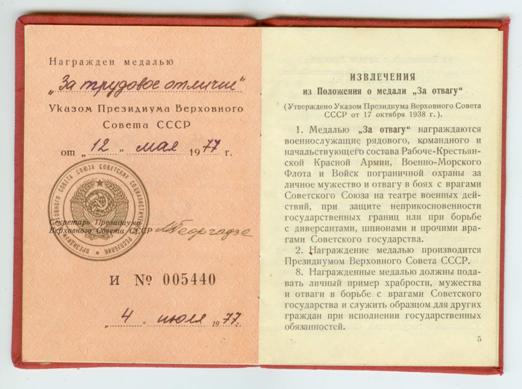 Награжден медалью
„За трудовое отличие"
Указом Президиума Верховного
Совета СССР
от „12" мая 1977 г.
Секретарь Президиума
Верховного Совета СССР МГеоргадзе
И № 005440
„4" июля 1977 г.
ИЗВЛЕЧЕНИЯ
из Положения о медали „За отвагу"
(Утверждено Указом Президиума Верховного Совета
СССР от 17 октября 1938 г.)
1. Медалью „За отвагу" награждаются
военнослужащие рядового, командного и
начальствующего состава Рабоче-Крестьян-
ской Красной Армии, Военно-Морского
Флота и Войск пограничной охраны за
личное мужество и отвагу в боях с врагами
Советского Союза на театре военных дей-
ствий, при защите неприкосновенности
государственных границ или при борьбе
с диверсантами, шпионами и прочими вра-
гами Советского государства.
2. Награждение медалью производится
Президиумом Верховного Совета СССР.
8. Награжденные медалью должны пода-
вать личный пример храбрости, мужества
и отваги в борьбе с врагами Советского
государства и служить образцом для других
граждан при исполнении государственных
обязанностей.
5